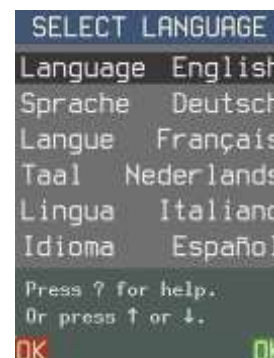 SELECT LANGUAGE
Language English
Sprache Deutsch
Langue Français
Taal Nederlands
Lingua Italiano
Idioma Español
Press ? for help.
Or press ↑ or ↓.
OK OK